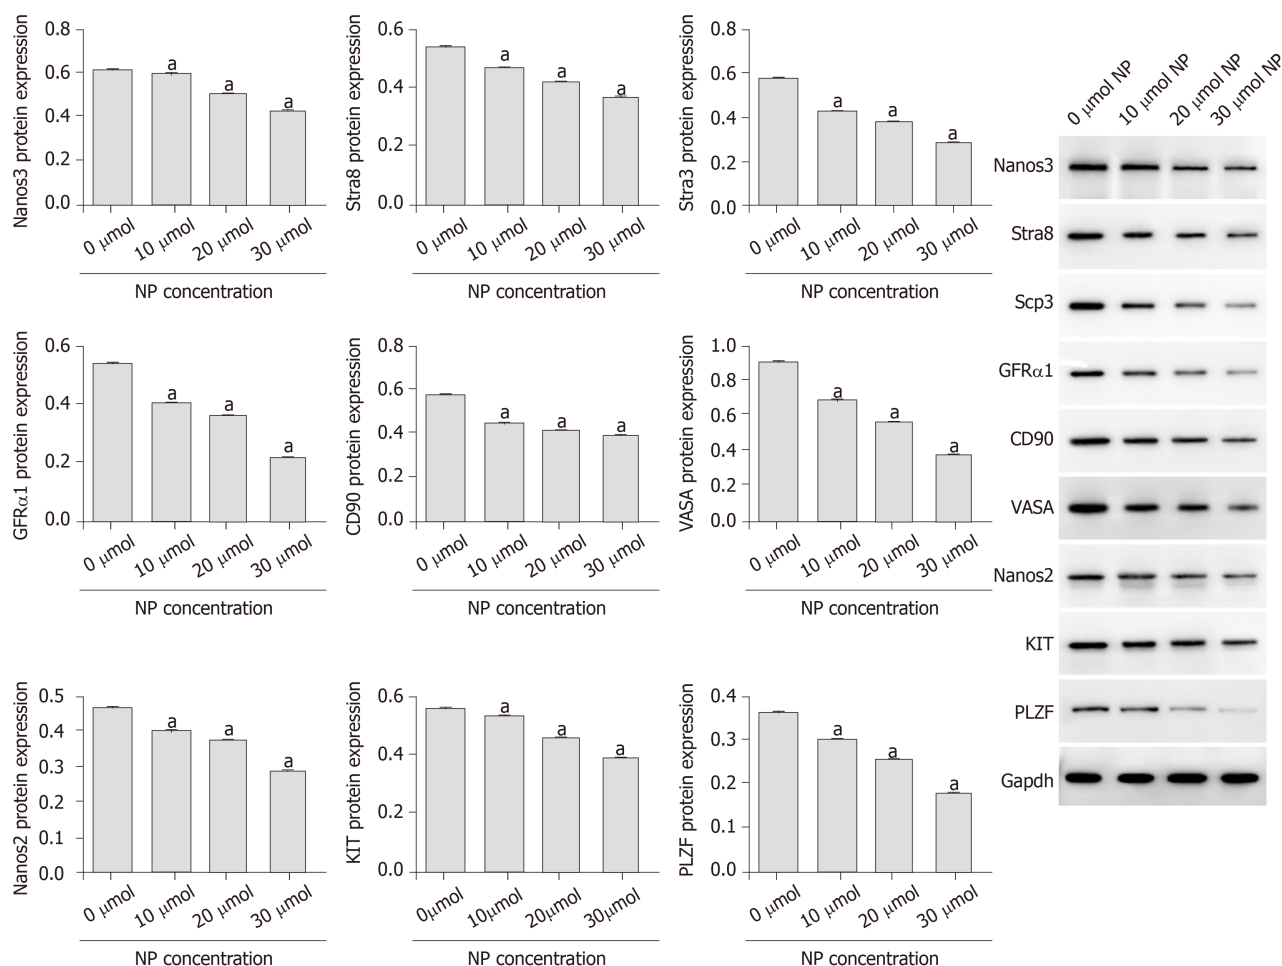 Nanos3 protein expression
0.8
0.6
0.4
0.2
0.0
a
a
a
0 μmol
10 μmol
20 μmol
30 μmol
NP concentration
Stra8 protein expression
0.6
0.4
0.2
0.0
a
a
a
0 μmol
10 μmol
20 μmol
30 μmol
NP concentration
Stra3 protein expression
0.8
0.6
0.4
0.2
0.0
a
a
a
0 μmol
10 μmol
20 μmol
30 μmol
NP concentration
GFRα1 protein expression
0.6
0.4
0.2
0.0
a
a
a
0 μmol
10 μmol
20 μmol
30 μmol
NP concentration
CD90 protein expression
0.8
0.6
0.4
0.2
0.0
a
a
a
0 μmol
10 μmol
20 μmol
30 μmol
NP concentration
VASA protein expression
1.0
0.8
0.6
0.4
0.2
0.0
a
a
a
0 μmol
10 μmol
20 μmol
30 μmol
NP concentration
Nanos2 protein expression
0.5
0.4
0.3
0.2
0.1
0.0
a
a
a
0 μmol
10 μmol
20 μmol
30 μmol
NP concentration
KIT protein expression
0.6
0.4
0.2
0.0
a
a
a
0μmol
10μmol
20μmol
30μmol
NP concentration
PLZF protein expression
0.4
0.3
0.2
0.1
0.0
a
a
a
0 μmol
10 μmol
20 μmol
30 μmol
NP concentration
0 μmol NP
10 μmol NP
20 μmol NP
30 μmol NP
Nanos3
Stra8
Scp3
GFRα1
CD90
VASA
Nanos2
KIT
PLZF
Gapdh